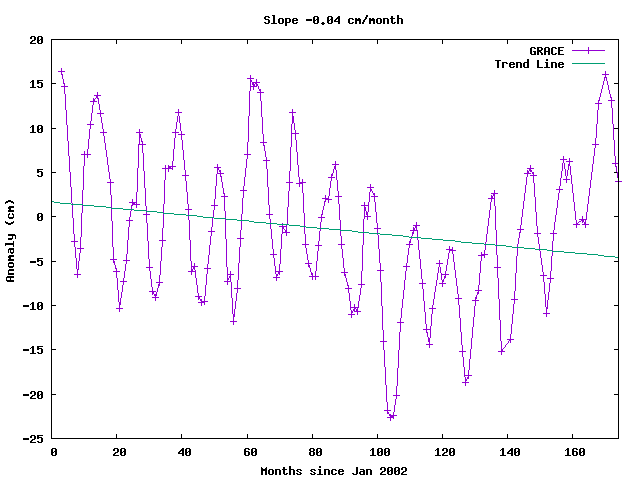 Slope -0.04 cm/month
20
15
10
5
0
-5
-10
-15
-20
-25
Anomaly (cm)
GRACE
Trend Line
0 20 40 60 80 100 120 140 160
Months since Jan 2002